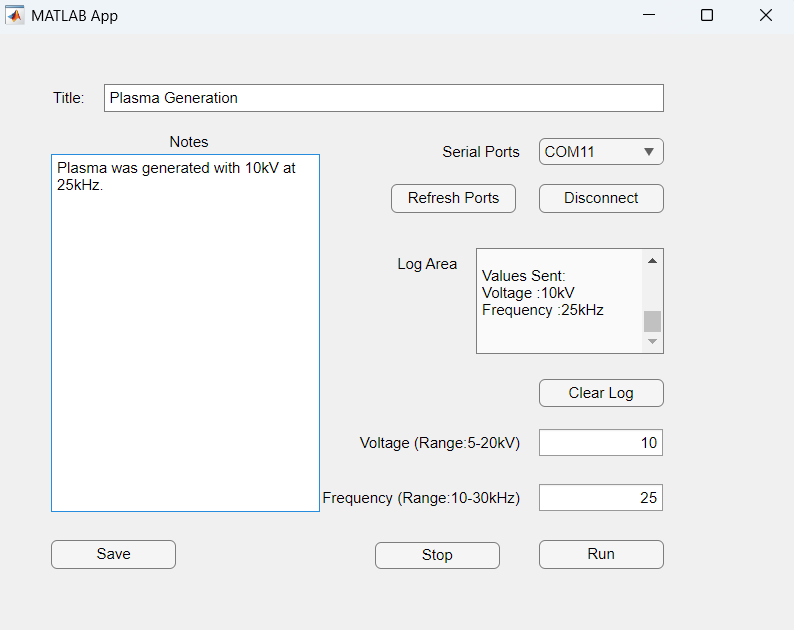 MATLAB App
Title: Plasma Generation
Notes
Plasma was generated with 10kV at
25kHz.
Serial Ports COM11
Refresh Ports Disconnect
Log Area
Values Sent:
Voltage :10kV
Frequency :25kHz
Clear Log
Voltage (Range:5-20kV) 10
Frequency (Range:10-30kHz) 25
Save Stop Run